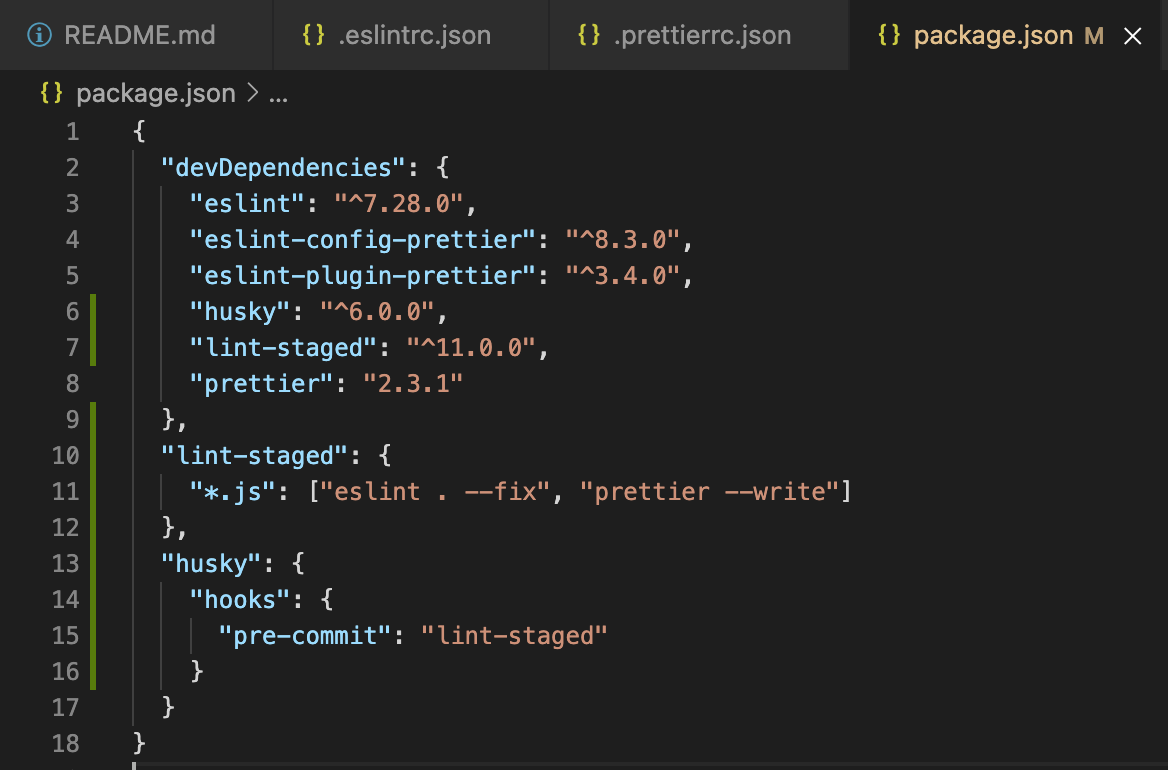 README.md {} .eslintrc.json {} .prettierrc.json {} package.json M
{} package.json > ...
1 {
2 "devDependencies": {
3 "eslint": "^7.28.0",
4 "eslint-config-prettier": "^8.3.0",
5 "eslint-plugin-prettier": "^3.4.0",
6 "husky": "^6.0.0",
7 "lint-staged": "^11.0.0",
8 "prettier": "2.3.1"
9 },
10 "lint-staged": {
11 "*.js": ["eslint . --fix", "prettier --write"]
12 },
13 "husky": {
14 "hooks": {
15 "pre-commit": "lint-staged"
16 }
17 }
18 }